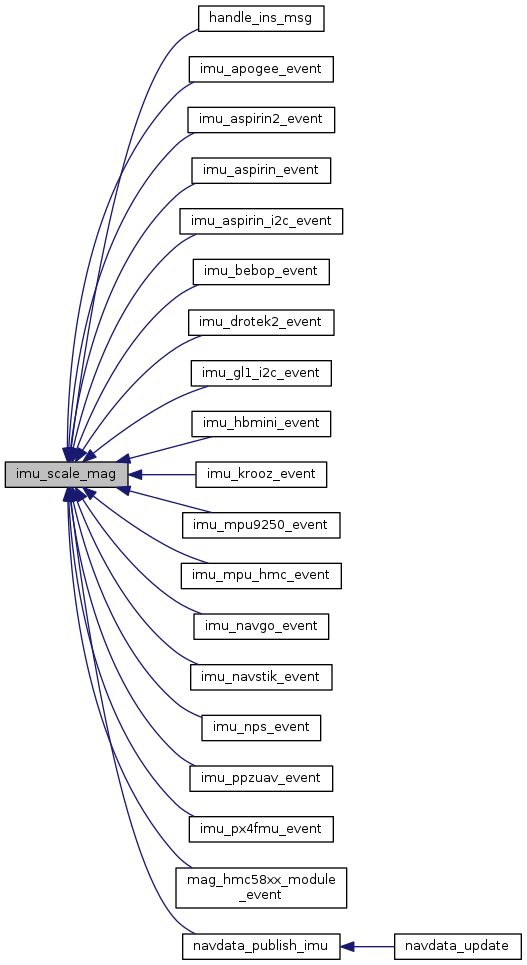 handle_ins_msg
imu_apogee_event
imu_aspirin2_event
imu_aspirin_event
imu_aspirin_i2c_event
imu_bebop_event
imu_drotek2_event
imu_gl1_i2c_event
imu_hbmini_event
imu_scale_mag
imu_krooz_event
imu_mpu9250_event
imu_mpu_hmc_event
imu_navgo_event
imu_navstik_event
imu_nps_event
imu_ppzuav_event
imu_px4fmu_event
mag_hmc58xx_module
_event
navdata_publish_imu
navdata_update